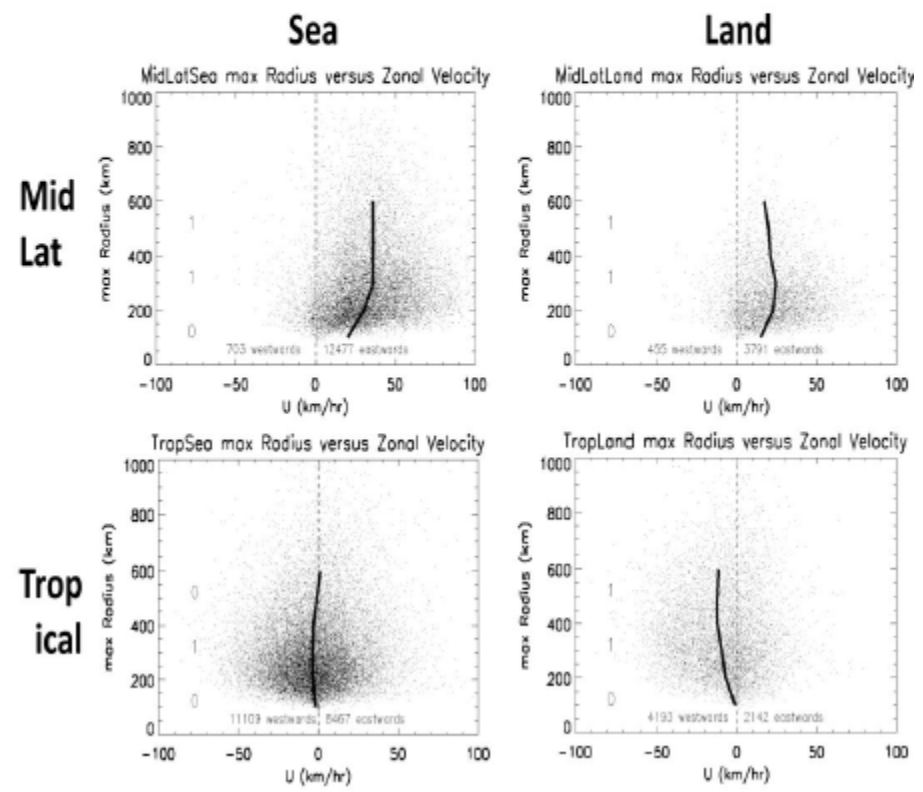 Sea
Land
MidLatSea max Radius versus Zonal Velocity
MidLatLand max Radius versus Zonal Velocity
Mid
Lat
max Radius (km)
1000
800
600
400
200
0
1
1
0
703 westwards
12477 eastwards
-100
-50
0
50
100
U (km/hr)
max Radius (km)
1000
800
600
400
200
0
1
1
0
455 westwards
3791 eastwards
-100
-50
0
50
100
U (km/hr)
TropSea max Radius versus Zonal Velocity
TropLand max Radius versus Zonal Velocity
Trop
ical
max Radius (km)
1000
800
600
400
200
0
0
1
0
11109 westwards
8467 eastwards
-100
-50
0
50
100
U (km/hr)
max Radius (km)
1000
800
600
400
200
0
1
1
0
4193 westwards
2142 eastwards
-100
-50
0
50
100
U (km/hr)